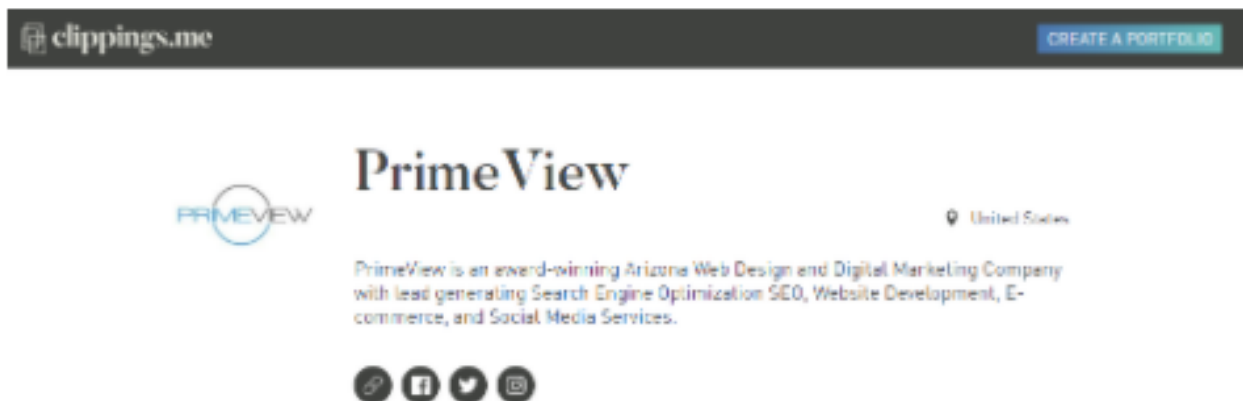 clippings.me
CREATE A PORTFOLIO
PrimeView
PRIMEVIEW
United States
PrimeView is an award-winning Arizona Web Design and Digital Marketing Company
with lead generating Search Engine Optimization SEO, Website Development, E-
commerce, and Social Media Services.